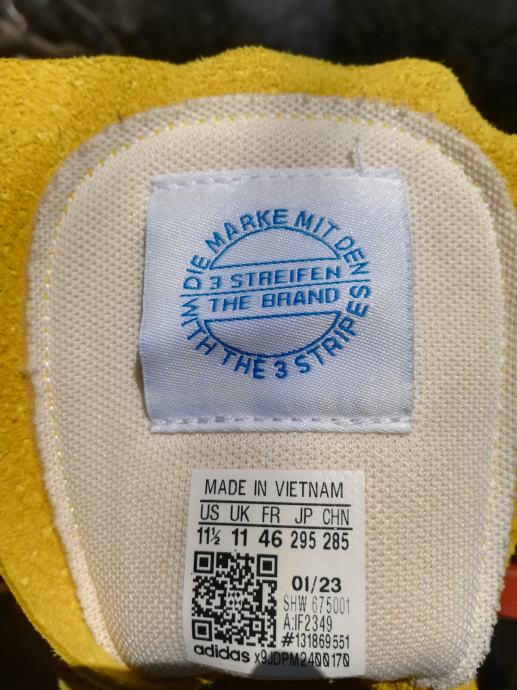 DIE MARKE MIT DEN
3 STREIFEN
THE BRAND
WITH THE 3 STRIPES
MADE IN VIETNAM
US UK FR JP CHN
11½ 11 46 295 285
01/23
SHW 675001
A:IF2349
#131869551
adidas x9JDPM2400170